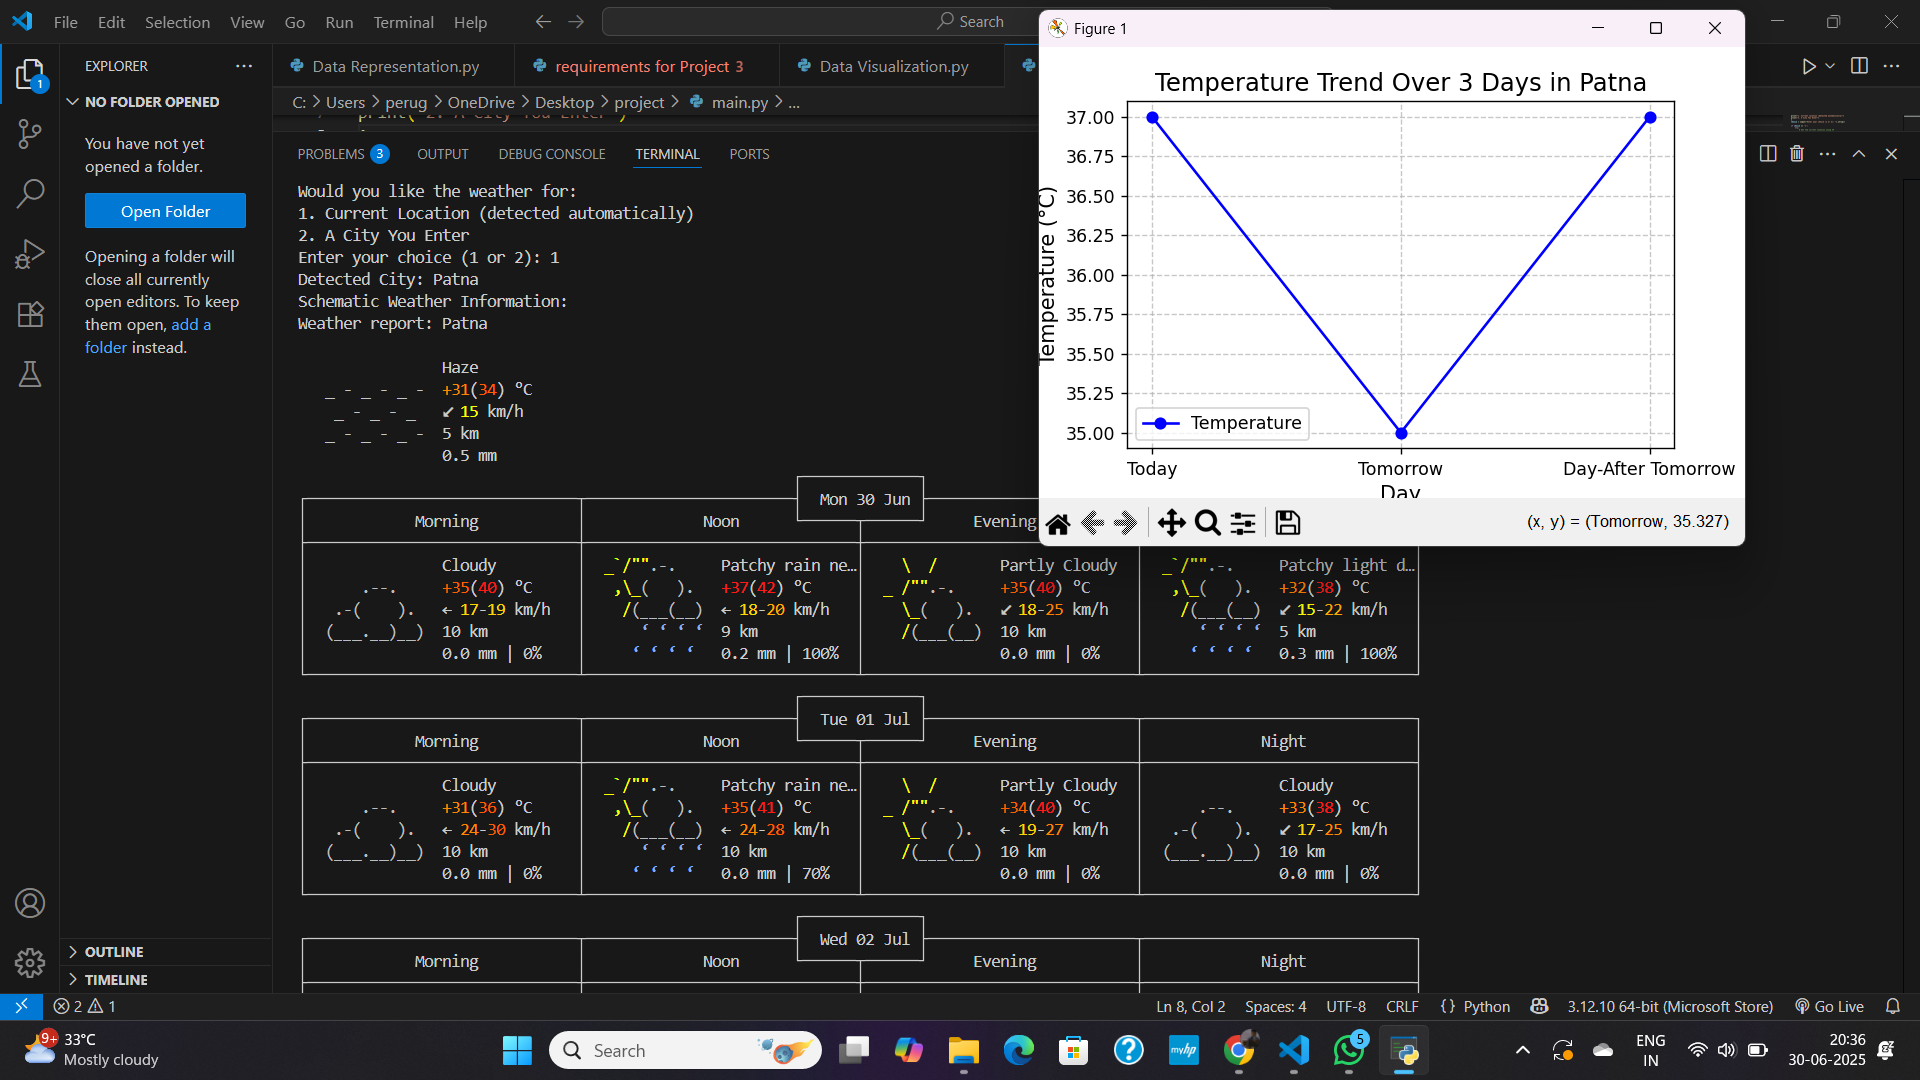 File Edit Selection View Go Run Terminal Help
Search
EXPLORER
NO FOLDER OPENED
You have not yet
opened a folder.
Open Folder
Opening a folder will
close all currently
open editors. To keep
them open, add a
folder instead.
OUTLINE
TIMELINE
Data Representation.py
requirements for Project 3
Data Visualization.py
C: > Users > perug > OneDrive > Desktop > project > main.py > ...
PROBLEMS 3 OUTPUT DEBUG CONSOLE TERMINAL PORTS
Would you like the weather for:
1. Current Location (detected automatically)
2. A City You Enter
Enter your choice (1 or 2): 1
Detected City: Patna
Schematic Weather Information:
Weather report: Patna
Haze
+31(34) °C
↙ 15 km/h
5 km
0.5 mm
Mon 30 Jun
Morning Noon Evening
Cloudy Patchy rain ne… Partly Cloudy Patchy light d…
+35(40) °C +37(42) °C +35(40) °C +32(38) °C
← 17-19 km/h ← 18-20 km/h ↙ 18-25 km/h ↙ 15-22 km/h
10 km 9 km 10 km 5 km
0.0 mm | 0% 0.2 mm | 100% 0.0 mm | 0% 0.3 mm | 100%
Tue 01 Jul
Morning Noon Evening Night
Cloudy Patchy rain ne… Partly Cloudy Cloudy
+31(36) °C +35(41) °C +34(40) °C +33(38) °C
← 24-30 km/h ← 24-28 km/h ← 19-27 km/h ↙ 17-25 km/h
10 km 10 km 10 km 10 km
0.0 mm | 0% 0.0 mm | 70% 0.0 mm | 0% 0.0 mm | 0%
Wed 02 Jul
Morning Noon Evening Night
Figure 1
Temperature Trend Over 3 Days in Patna
Temperature (°C)
37.00
36.75
36.50
36.25
36.00
35.75
35.50
35.25
35.00
Temperature
Today Tomorrow Day-After Tomorrow
Day
(x, y) = (Tomorrow, 35.327)
2 1
Ln 8, Col 2 Spaces: 4 UTF-8 CRLF {} Python 3.12.10 64-bit (Microsoft Store) Go Live
9+ 33°C
Mostly cloudy
Search
myhp
5
ENG
IN
20:36
30-06-2025